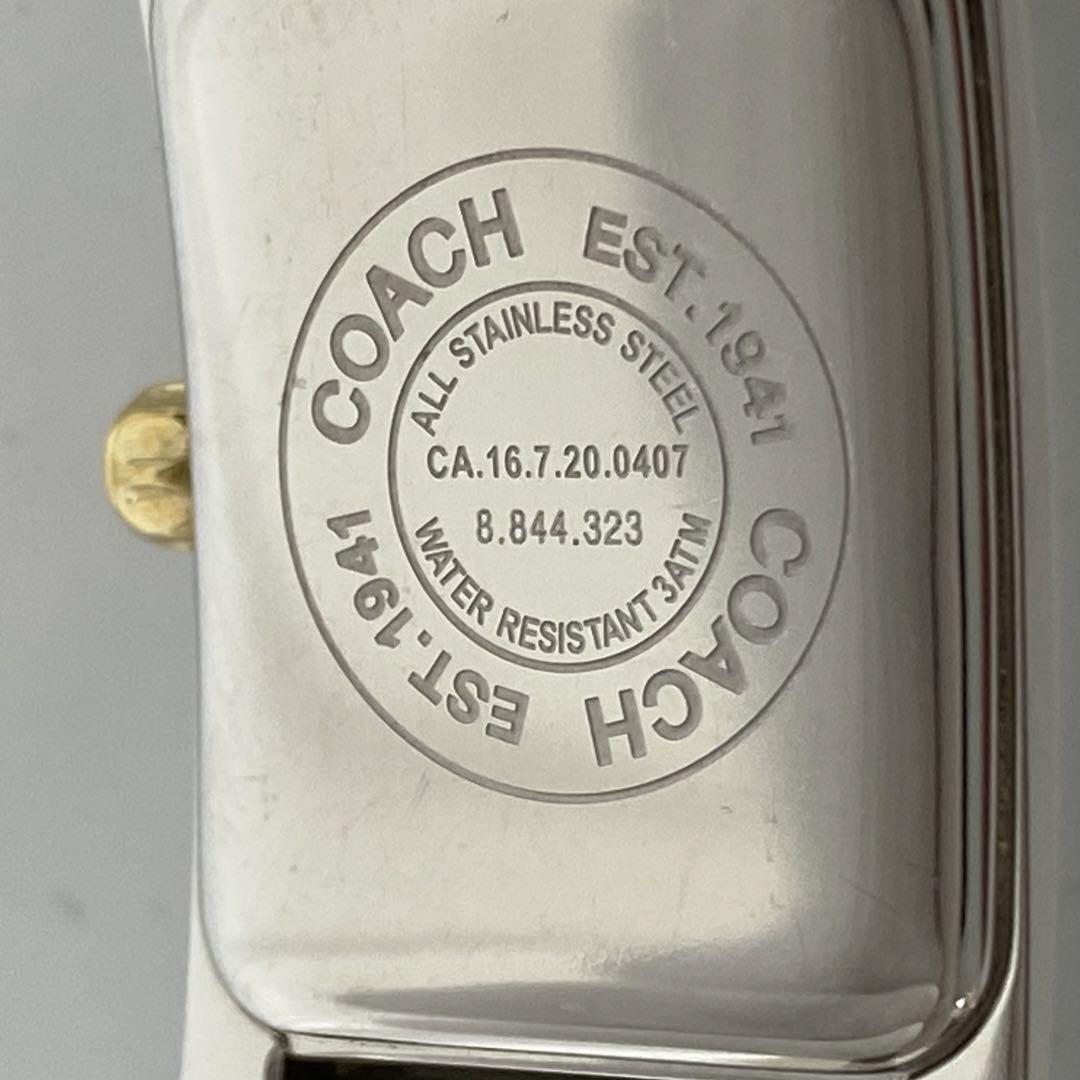 COACH EST.1941 COACH EST.1941
ALL STAINLESS STEEL
CA.16.7.20.0407
8.844.323
WATER RESISTANT 3ATM